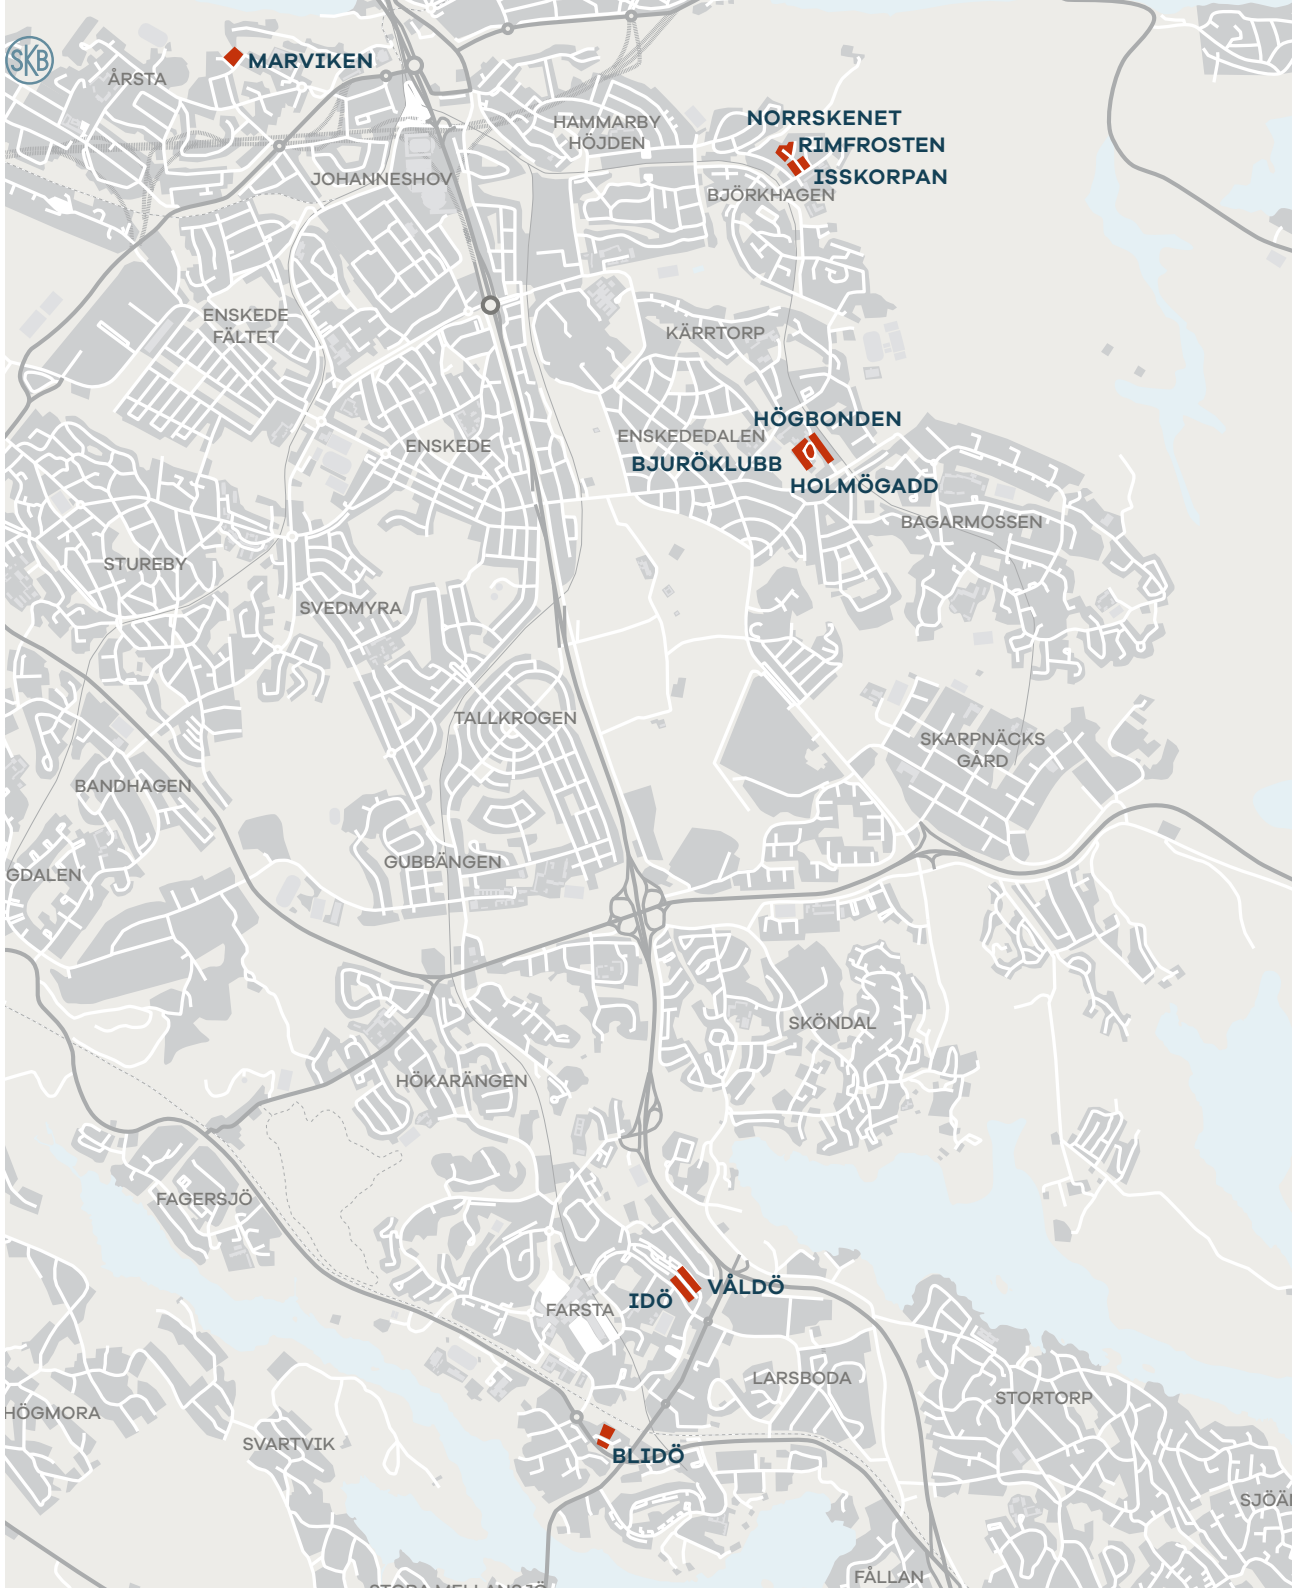 SKB
MARVIKEN
ÅRSTA
NORRSKENET
HAMMARBY
HÖJDEN
RIMFROSTEN
ISSKORPAN
JOHANNESHOV
BJÖRKHAGEN
ENSKEDE
FÄLTET
KÄRRTORP
HÖGBONDEN
ENSKEDEDALEN
ENSKEDE
BJURÖKLUBB
HOLMÖGADD
BAGARMOSSEN
STUREBY
SVEDMYRA
TALLKROGEN
SKARPNÄCKS
GÅRD
BANDHAGEN
GUBBÄNGEN
GDALEN
SKÖNDAL
HÖKARÄNGEN
FAGERSJÖ
VÅLDÖ
IDÖ
FARSTA
LARSBODA
STORTORP
HÖGMORA
SVARTVIK
BLIDÖ
SJÖÄ
FÅLLAN
STORA MELLANSJÖ